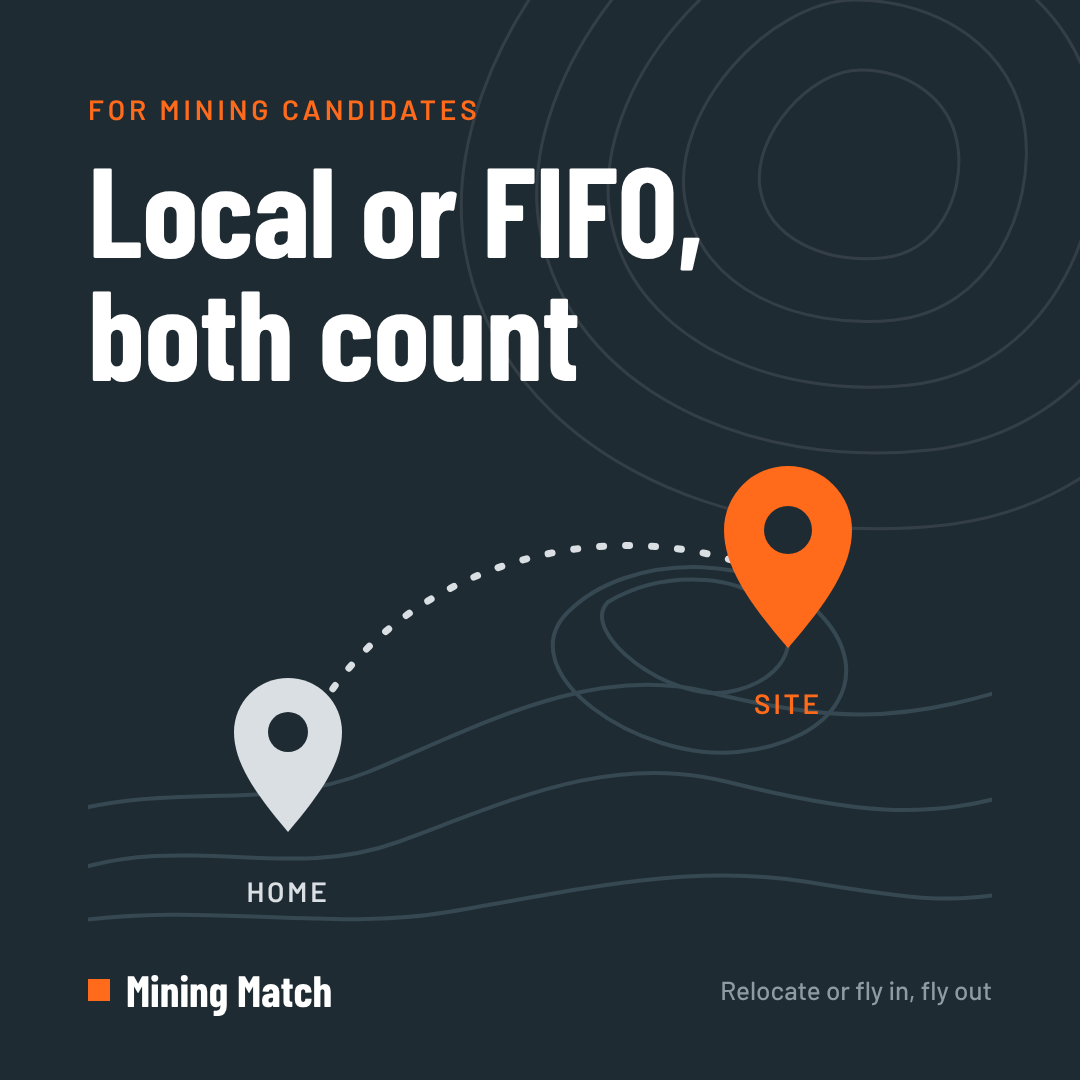 FOR MINING CANDIDATES
Local or FIFO,
both count
SITE
HOME
Mining Match
Relocate or fly in, fly out